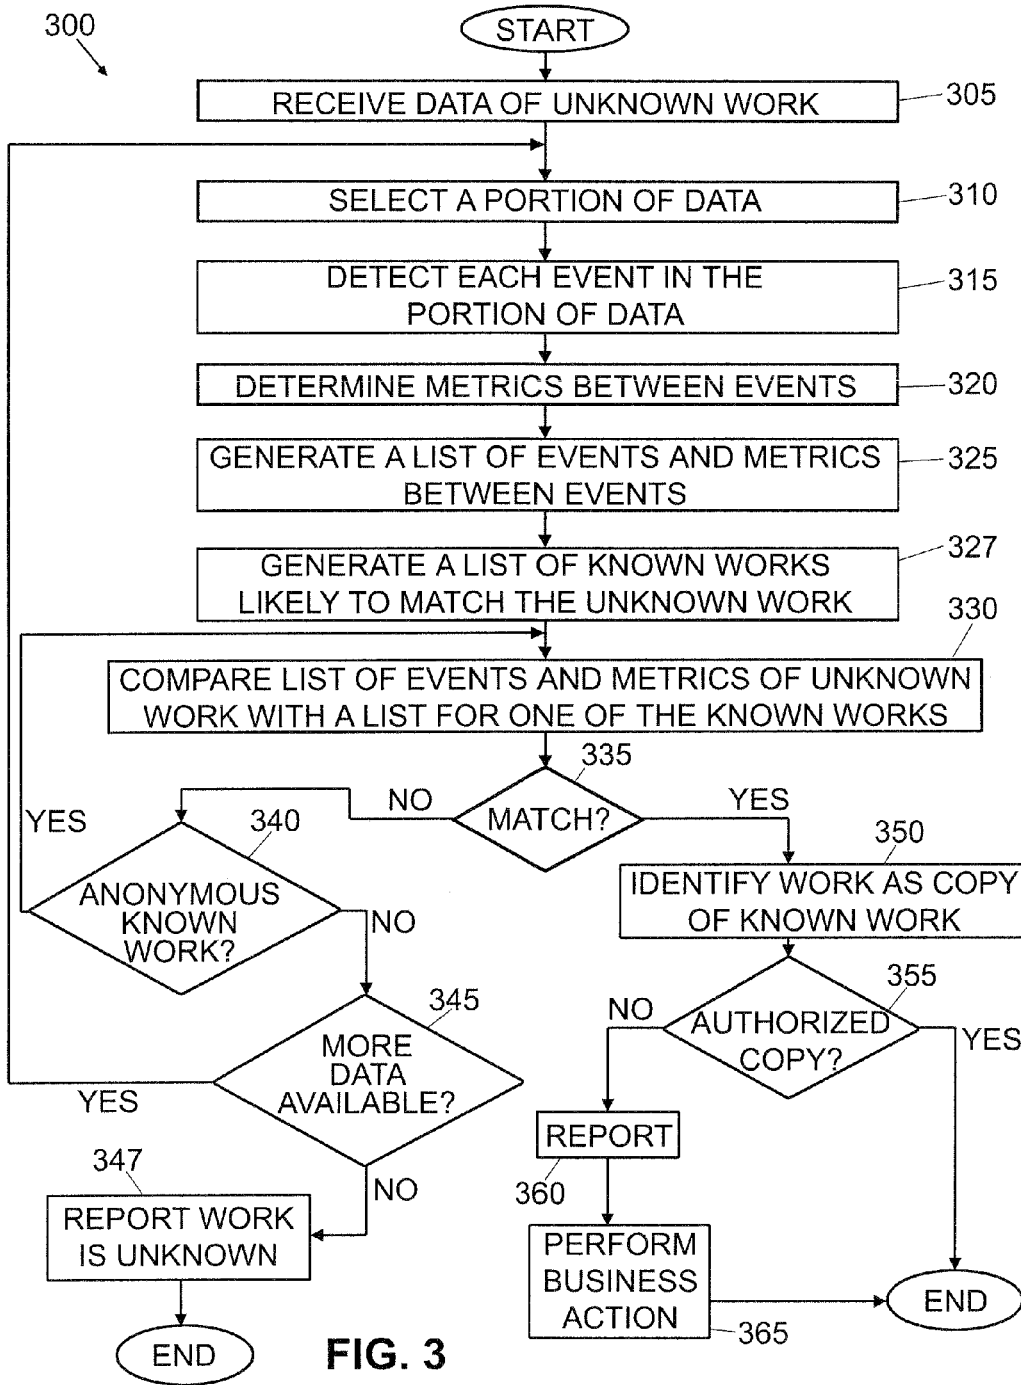 300
START
RECEIVE DATA OF UNKNOWN WORK
305
SELECT A PORTION OF DATA
310
DETECT EACH EVENT IN THE
PORTION OF DATA
315
DETERMINE METRICS BETWEEN EVENTS
320
GENERATE A LIST OF EVENTS AND METRICS
BETWEEN EVENTS
325
GENERATE A LIST OF KNOWN WORKS
LIKELY TO MATCH THE UNKNOWN WORK
327
330
COMPARE LIST OF EVENTS AND METRICS OF UNKNOWN
WORK WITH A LIST FOR ONE OF THE KNOWN WORKS
335
MATCH?
NO
YES
YES
340
ANONYMOUS
KNOWN
WORK?
NO
350
IDENTIFY WORK AS COPY
OF KNOWN WORK
345
MORE
DATA
AVAILABLE?
YES
NO
355
AUTHORIZED
COPY?
NO
YES
347
REPORT WORK
IS UNKNOWN
END
REPORT
360
PERFORM
BUSINESS
ACTION
365
END
FIG. 3